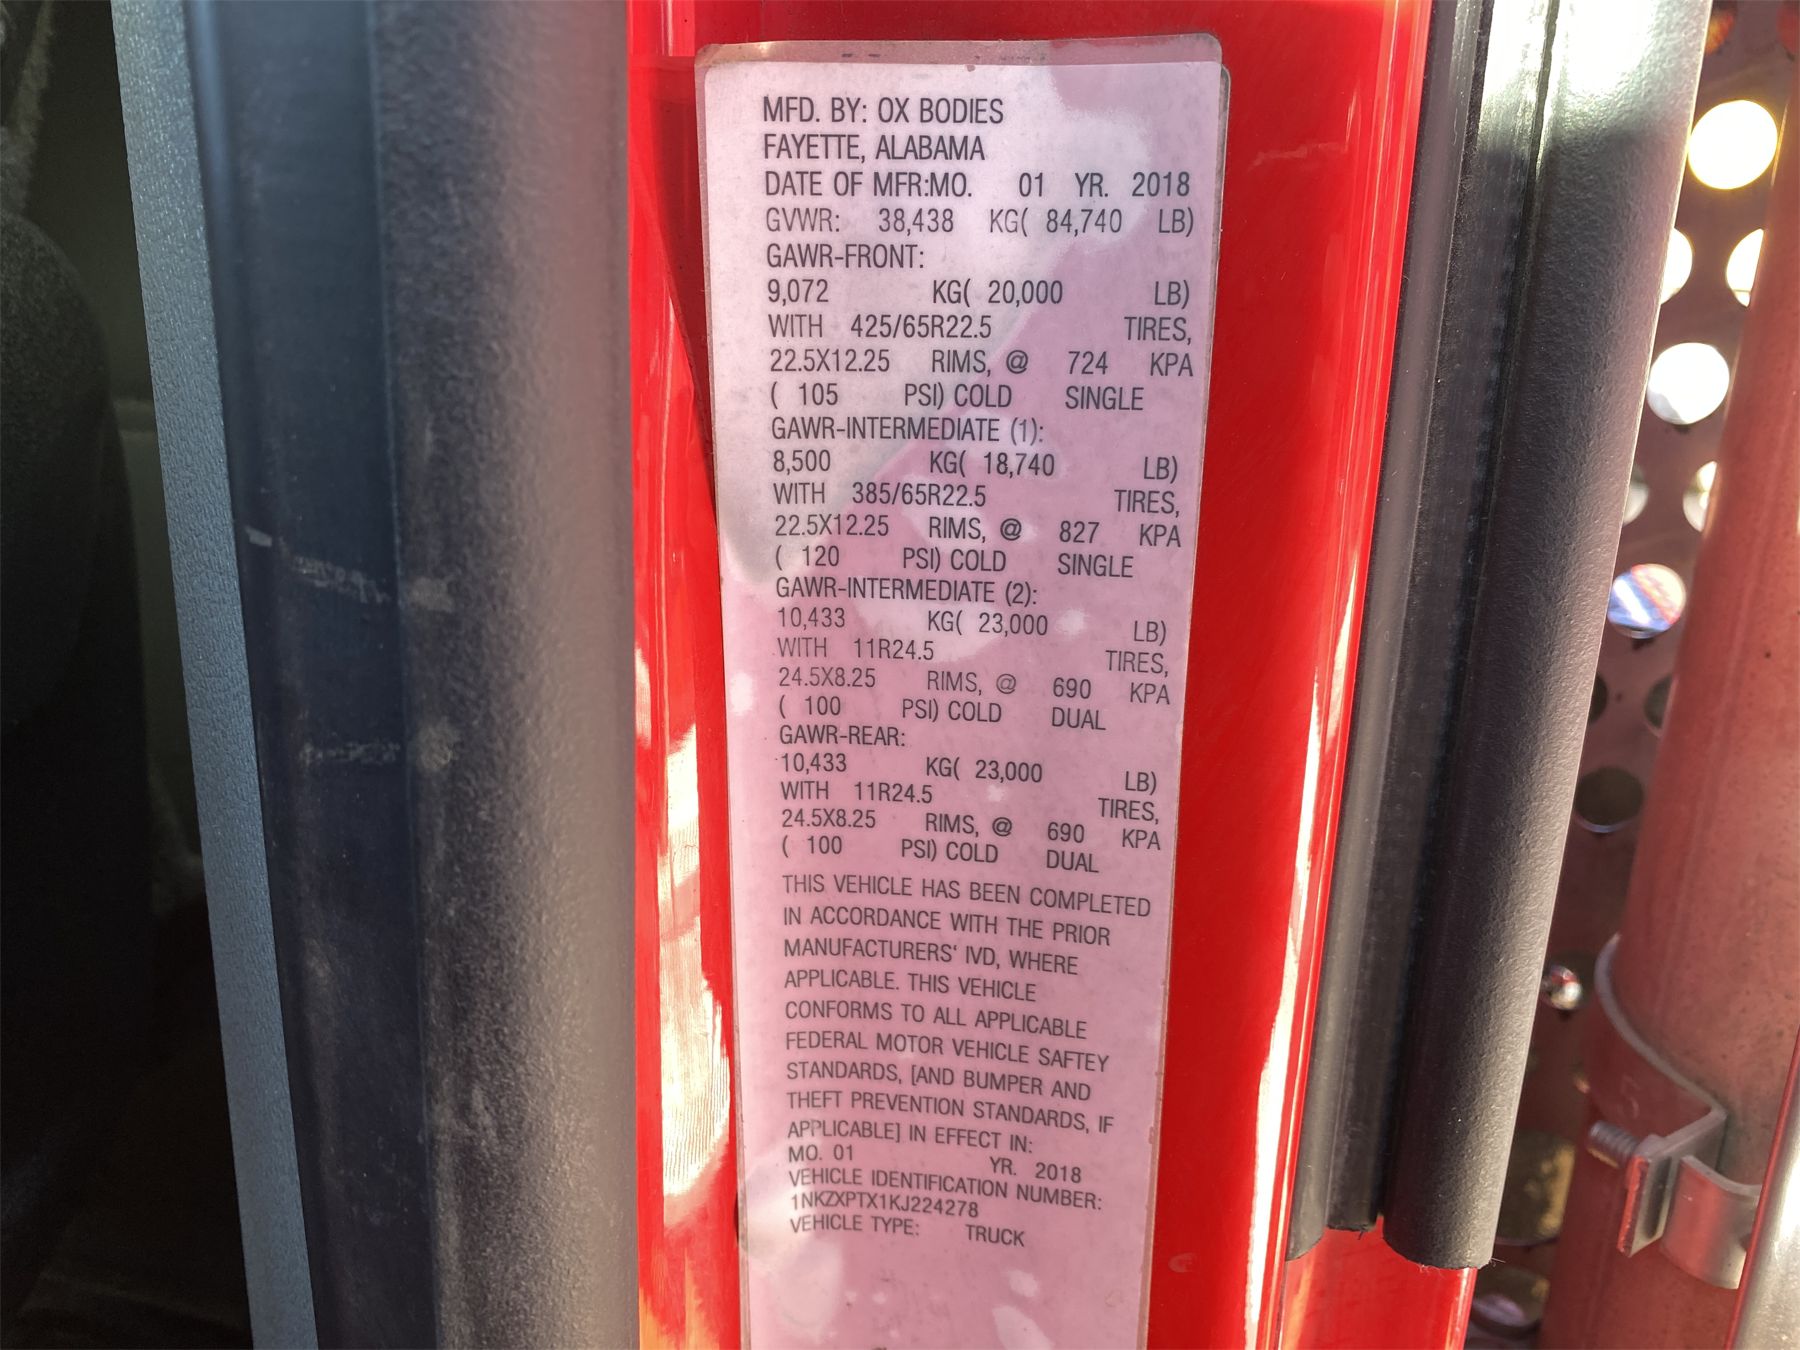 MFD. BY: OX BODIES
FAYETTE, ALABAMA
DATE OF MFR:MO. 01 YR. 2018
GVWR: 38,438 KG( 84,740 LB)
GAWR-FRONT:
9,072 KG( 20,000 LB)
WITH 425/65R22.5 TIRES,
22.5X12.25 RIMS, @ 724 KPA
( 105 PSI) COLD SINGLE
GAWR-INTERMEDIATE (1):
8,500 KG( 18,740 LB)
WITH 385/65R22.5 TIRES,
22.5X12.25 RIMS, @ 827 KPA
( 120 PSI) COLD SINGLE
GAWR-INTERMEDIATE (2):
10,433 KG( 23,000 LB)
WITH 11R24.5 TIRES,
24.5X8.25 RIMS, @ 690 KPA
( 100 PSI) COLD DUAL
GAWR-REAR:
10,433 KG( 23,000 LB)
WITH 11R24.5 TIRES,
24.5X8.25 RIMS, @ 690 KPA
( 100 PSI) COLD DUAL
THIS VEHICLE HAS BEEN COMPLETED
IN ACCORDANCE WITH THE PRIOR
MANUFACTURERS' IVD, WHERE
APPLICABLE. THIS VEHICLE
CONFORMS TO ALL APPLICABLE
FEDERAL MOTOR VEHICLE SAFTEY
STANDARDS, [AND BUMPER AND
THEFT PREVENTION STANDARDS, IF
APPLICABLE] IN EFFECT IN:
MO. 01 YR. 2018
VEHICLE IDENTIFICATION NUMBER:
1NKZXPTX1KJ224278
VEHICLE TYPE: TRUCK